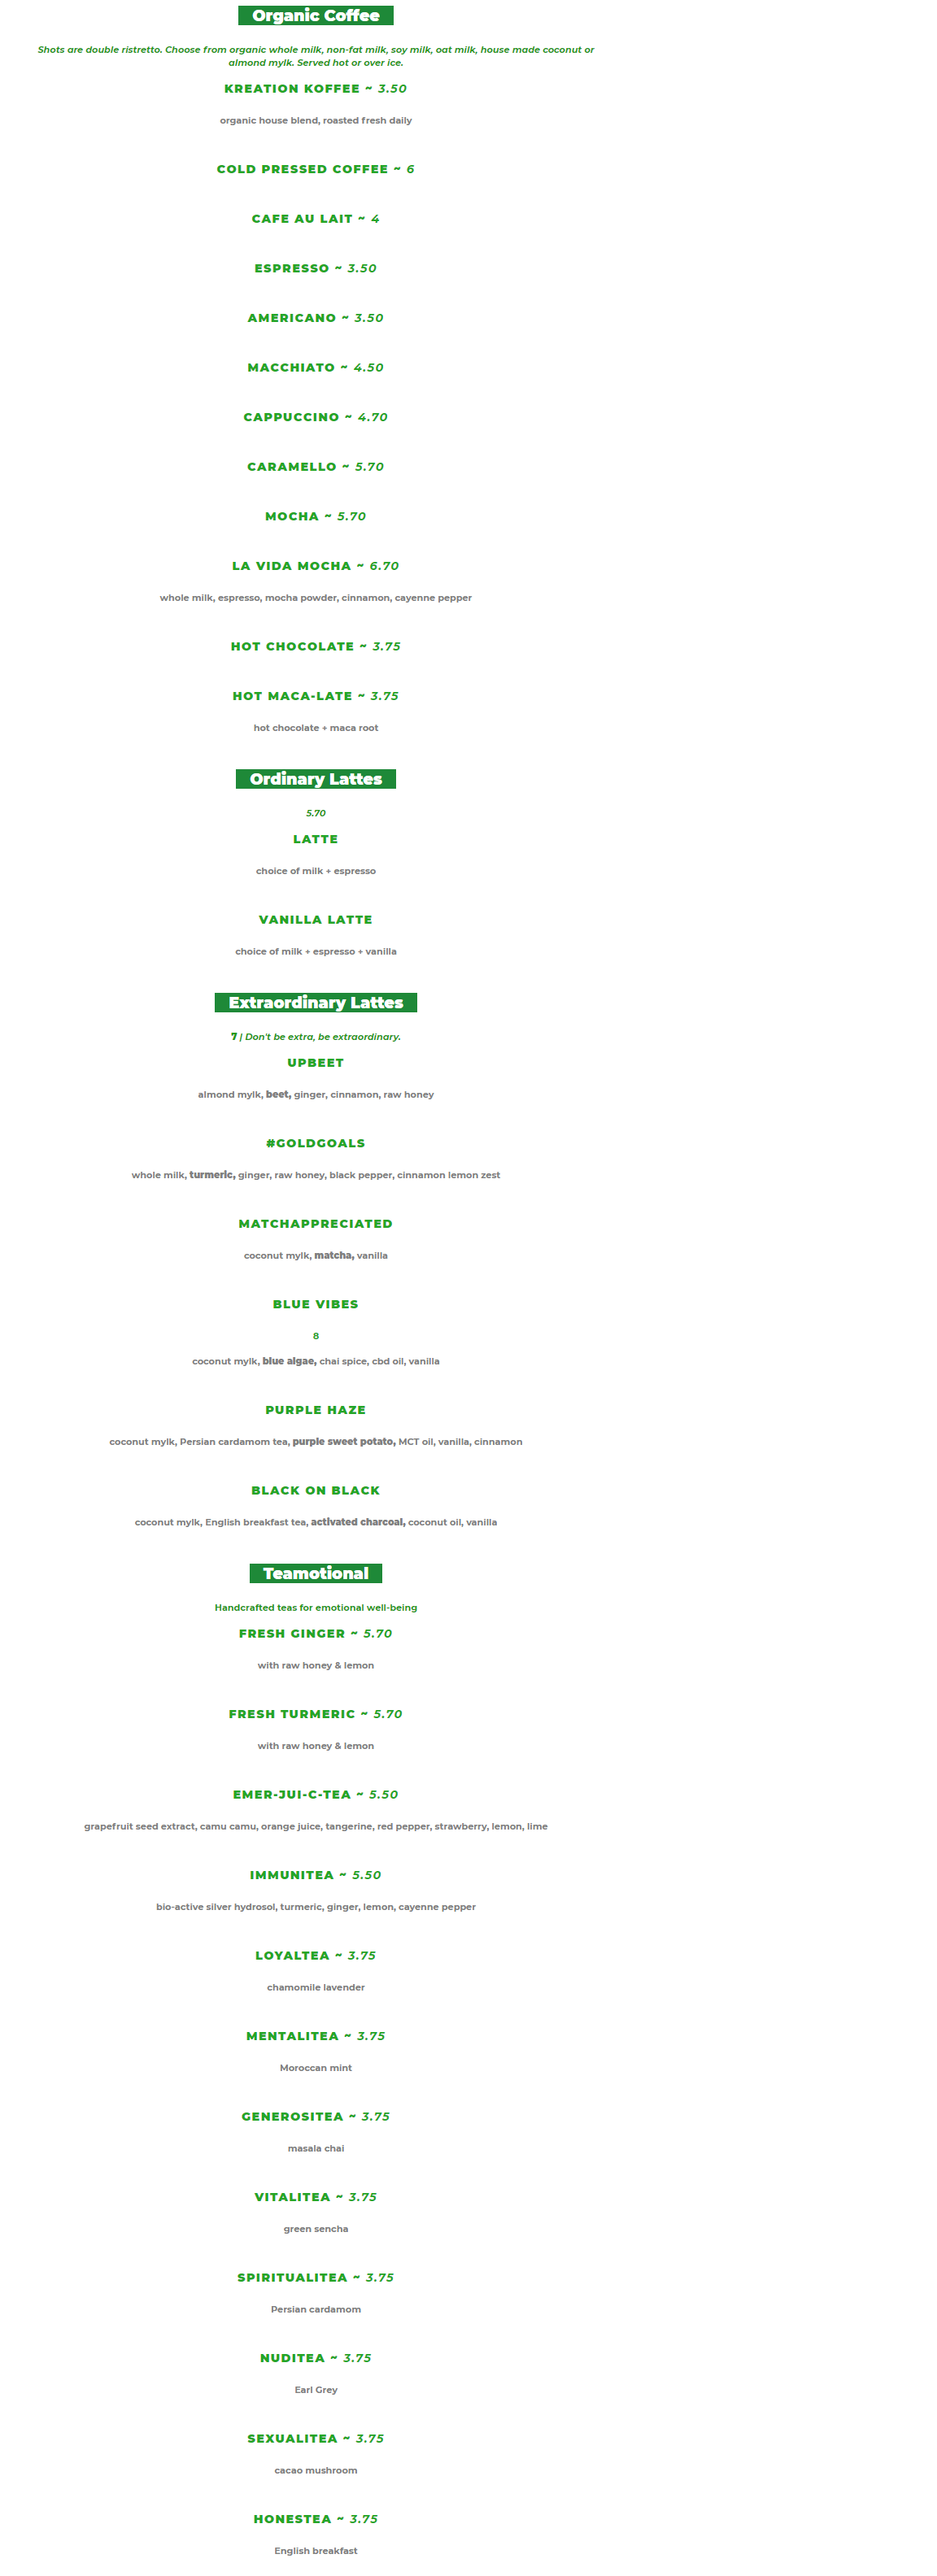 Organic Coffee
Shots are double ristretto. Choose from organic whole milk, non-fat milk, soy milk, oat milk, house made coconut or
almond mylk. Served hot or over ice.
KREATION KOFFEE ~ 3.50
organic house blend, roasted fresh daily
COLD PRESSED COFFEE ~ 6
CAFE AU LAIT ~ 4
ESPRESSO ~ 3.50
AMERICANO ~ 3.50
MACCHIATO ~ 4.50
CAPPUCCINO ~ 4.70
CARAMELLO ~ 5.70
MOCHA ~ 5.70
LA VIDA MOCHA ~ 6.70
whole milk, espresso, mocha powder, cinnamon, cayenne pepper
HOT CHOCOLATE ~ 3.75
HOT MACA-LATE ~ 3.75
hot chocolate + maca root
Ordinary Lattes
5.70
LATTE
choice of milk + espresso
VANILLA LATTE
choice of milk + espresso + vanilla
Extraordinary Lattes
7 | Don't be extra, be extraordinary.
UPBEET
almond mylk, beet, ginger, cinnamon, raw honey
#GOLDGOALS
whole milk, turmeric, ginger, raw honey, black pepper, cinnamon lemon zest
MATCHAPPRECIATED
coconut mylk, matcha, vanilla
BLUE VIBES
8
coconut mylk, blue algae, chai spice, cbd oil, vanilla
PURPLE HAZE
coconut mylk, Persian cardamom tea, purple sweet potato, MCT oil, vanilla, cinnamon
BLACK ON BLACK
coconut mylk, English breakfast tea, activated charcoal, coconut oil, vanilla
Teamotional
Handcrafted teas for emotional well-being
FRESH GINGER ~ 5.70
with raw honey & lemon
FRESH TURMERIC ~ 5.70
with raw honey & lemon
EMER-JUI-C-TEA ~ 5.50
grapefruit seed extract, camu camu, orange juice, tangerine, red pepper, strawberry, lemon, lime
IMMUNITEA ~ 5.50
bio-active silver hydrosol, turmeric, ginger, lemon, cayenne pepper
LOYALTEA ~ 3.75
chamomile lavender
MENTALITEA ~ 3.75
Moroccan mint
GENEROSITEA ~ 3.75
masala chai
VITALITEA ~ 3.75
green sencha
SPIRITUALITEA ~ 3.75
Persian cardamom
NUDITEA ~ 3.75
Earl Grey
SEXUALITEA ~ 3.75
cacao mushroom
HONESTEA ~ 3.75
English breakfast